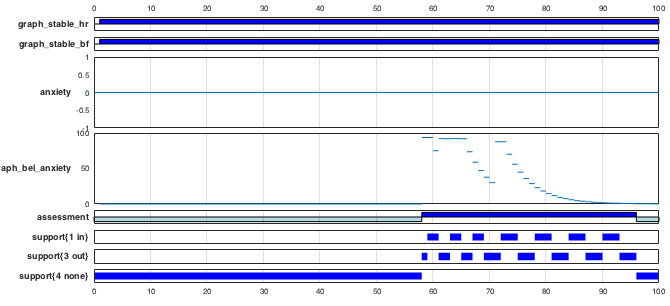 0 10 20 30 40 50 60 70 80 90 100
graph_stable_hr
graph_stable_bf
1
0.5
anxiety 0
-0.5
-1
100
raph_bel_anxiety 50
0
assessment
support{1 in}
support{3 out}
support{4 none}
0 10 20 30 40 50 60 70 80 90 100